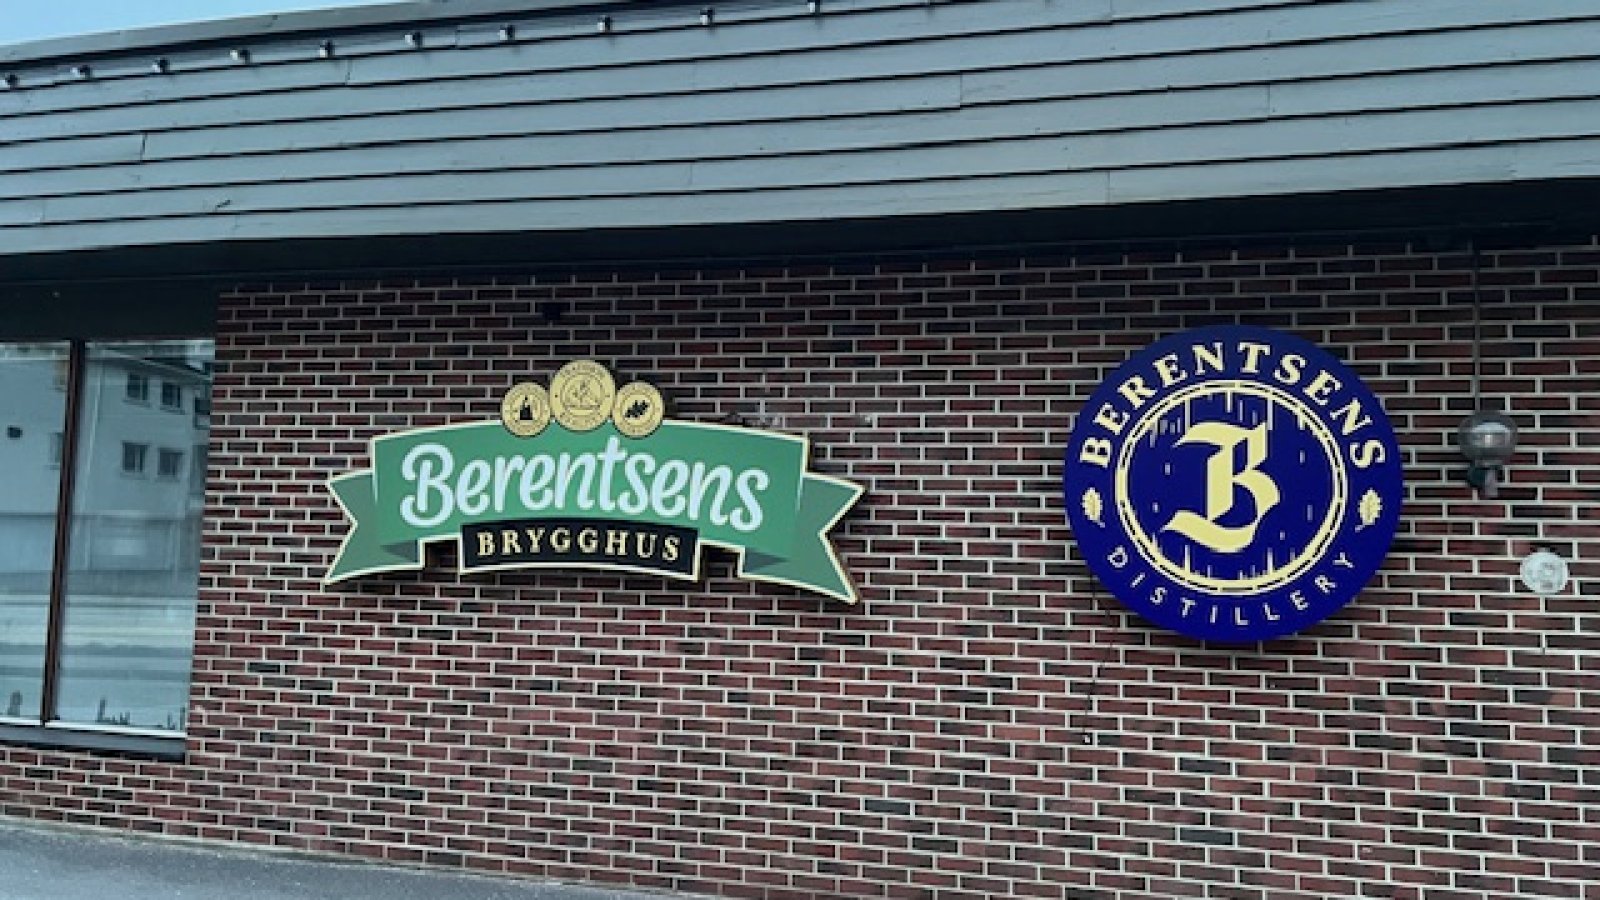 Berentsens
BRYGGHUS
BERENTSENS
B
DISTILLERY